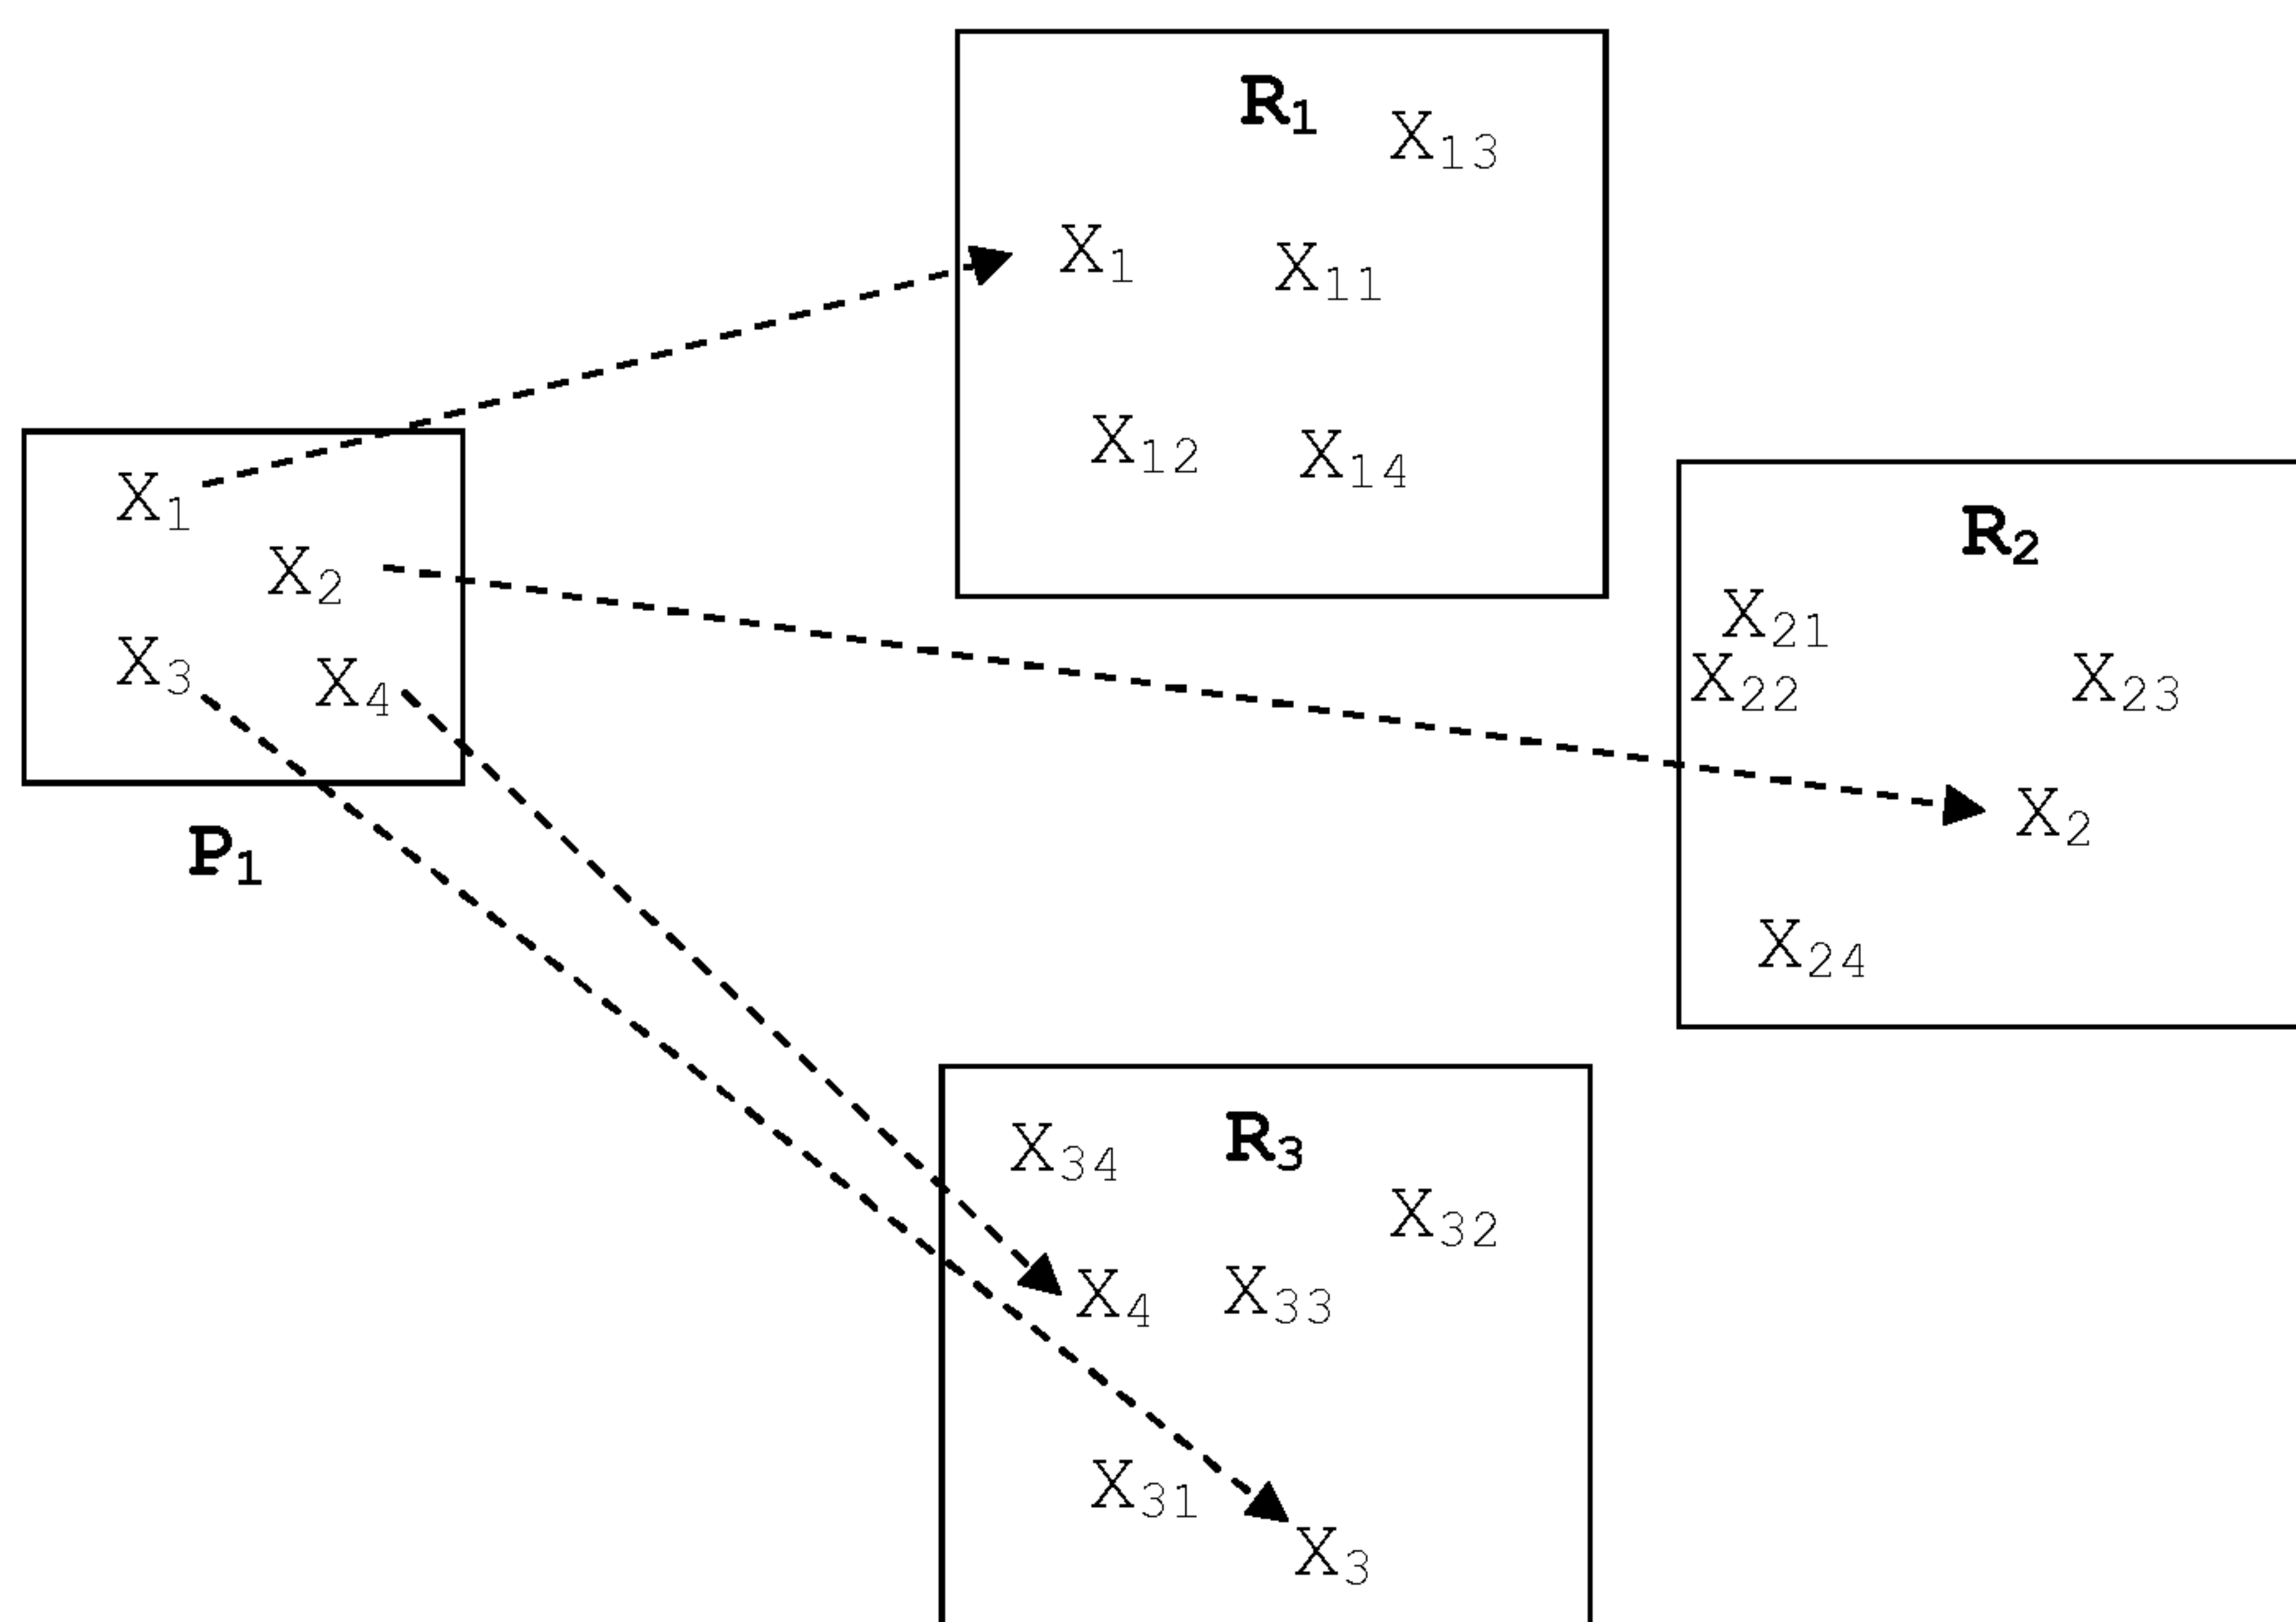 R₁
X₁₃
X₁
X₁₁
X₁₂
X₁₄
X₁
X₂
X₃
X₄
P₁
R₂
X₂₁
X₂₂
X₂₃
X₂
X₂₄
R₃
X₃₄
X₃₂
X₄
X₃₃
X₃₁
X₃